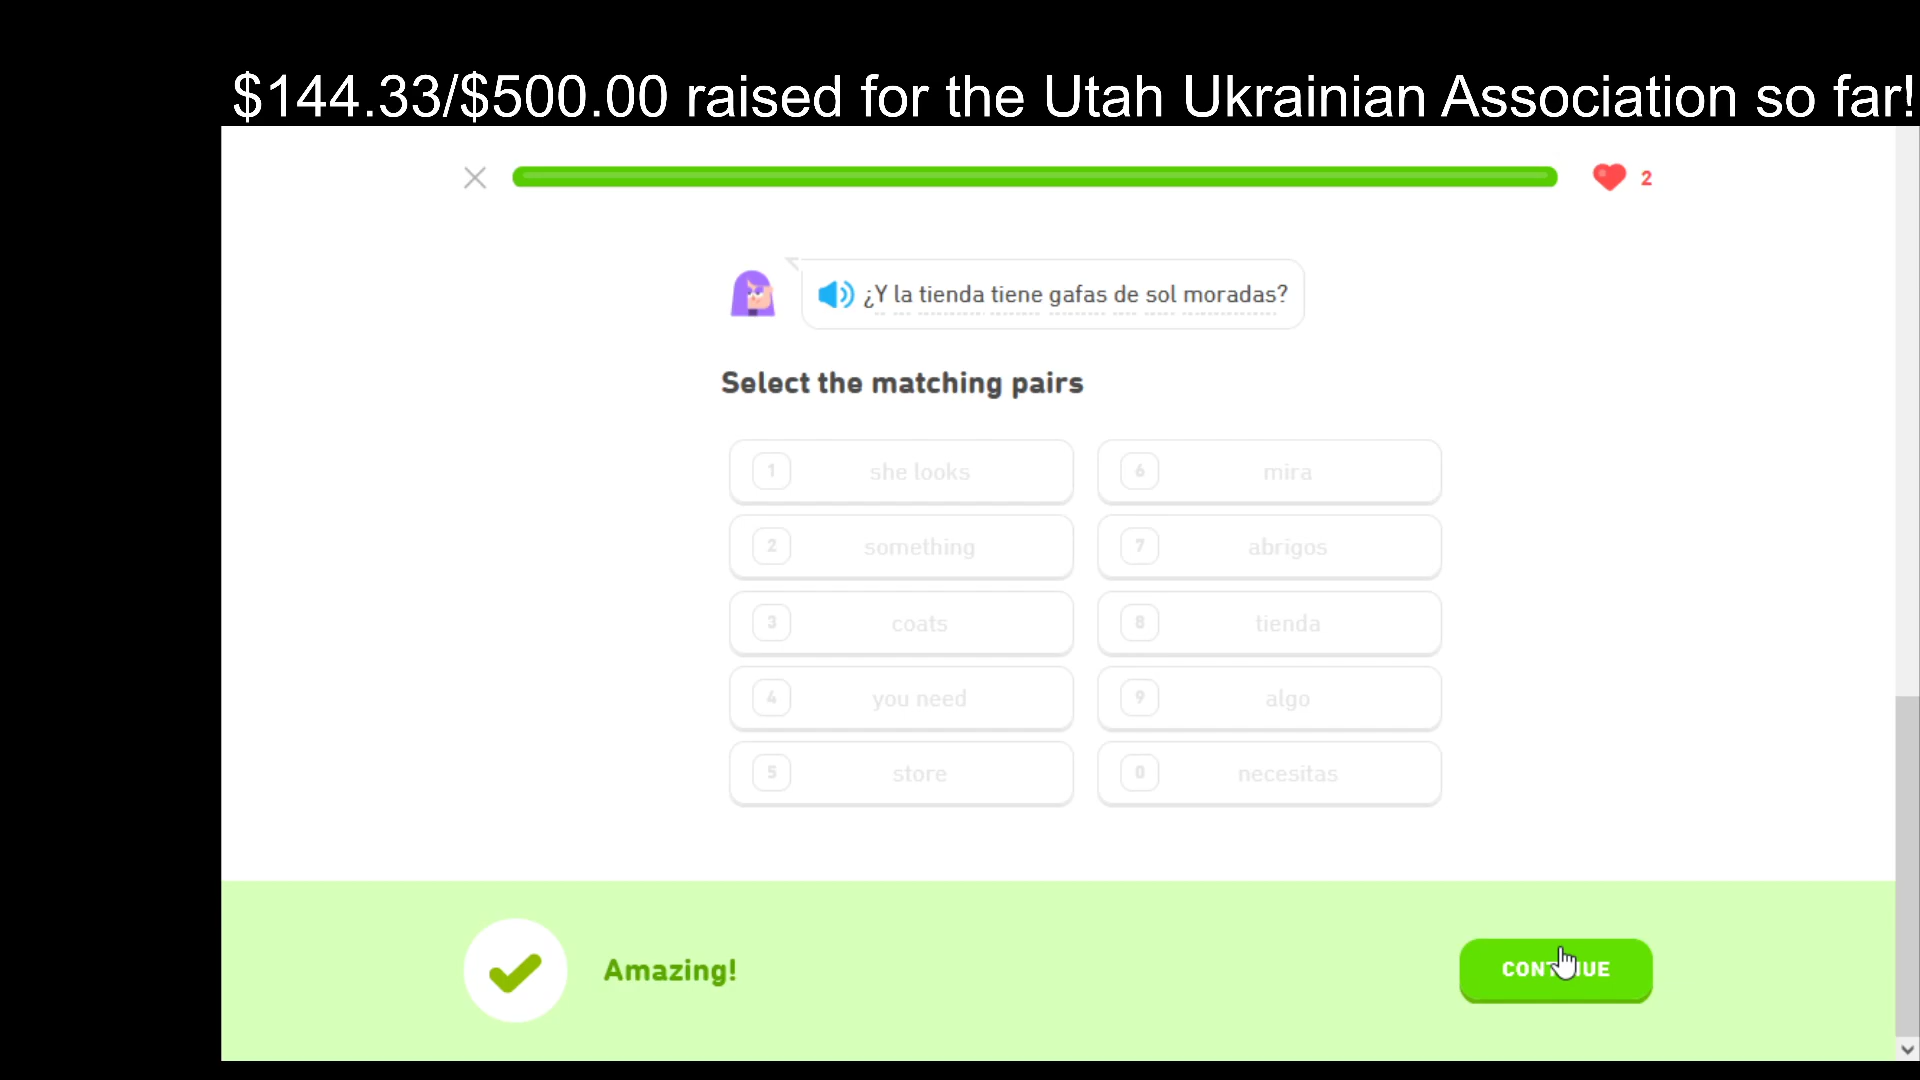 $144.33/$500.00 raised for the Utah Ukrainian Association so far!
2
¿Y la tienda tiene gafas de sol moradas?
Select the matching pairs
1 she looks 6 mira
2 something 7 abrigos
3 coats 8 tienda
4 you need 9 algo
5 store 0 necesitas
Amazing!
CONTINUE